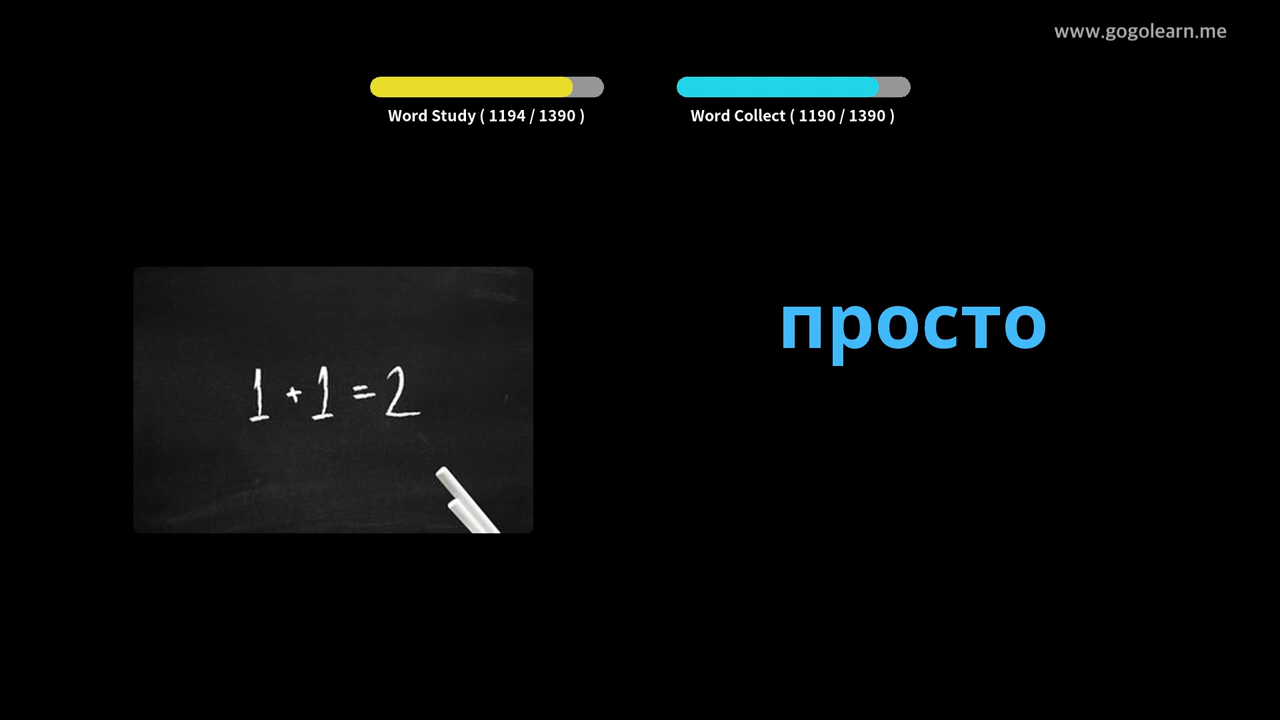 www.gogolearn.me
Word Study ( 1194 / 1390 )
Word Collect ( 1190 / 1390 )
просто
1 + 1 = 2